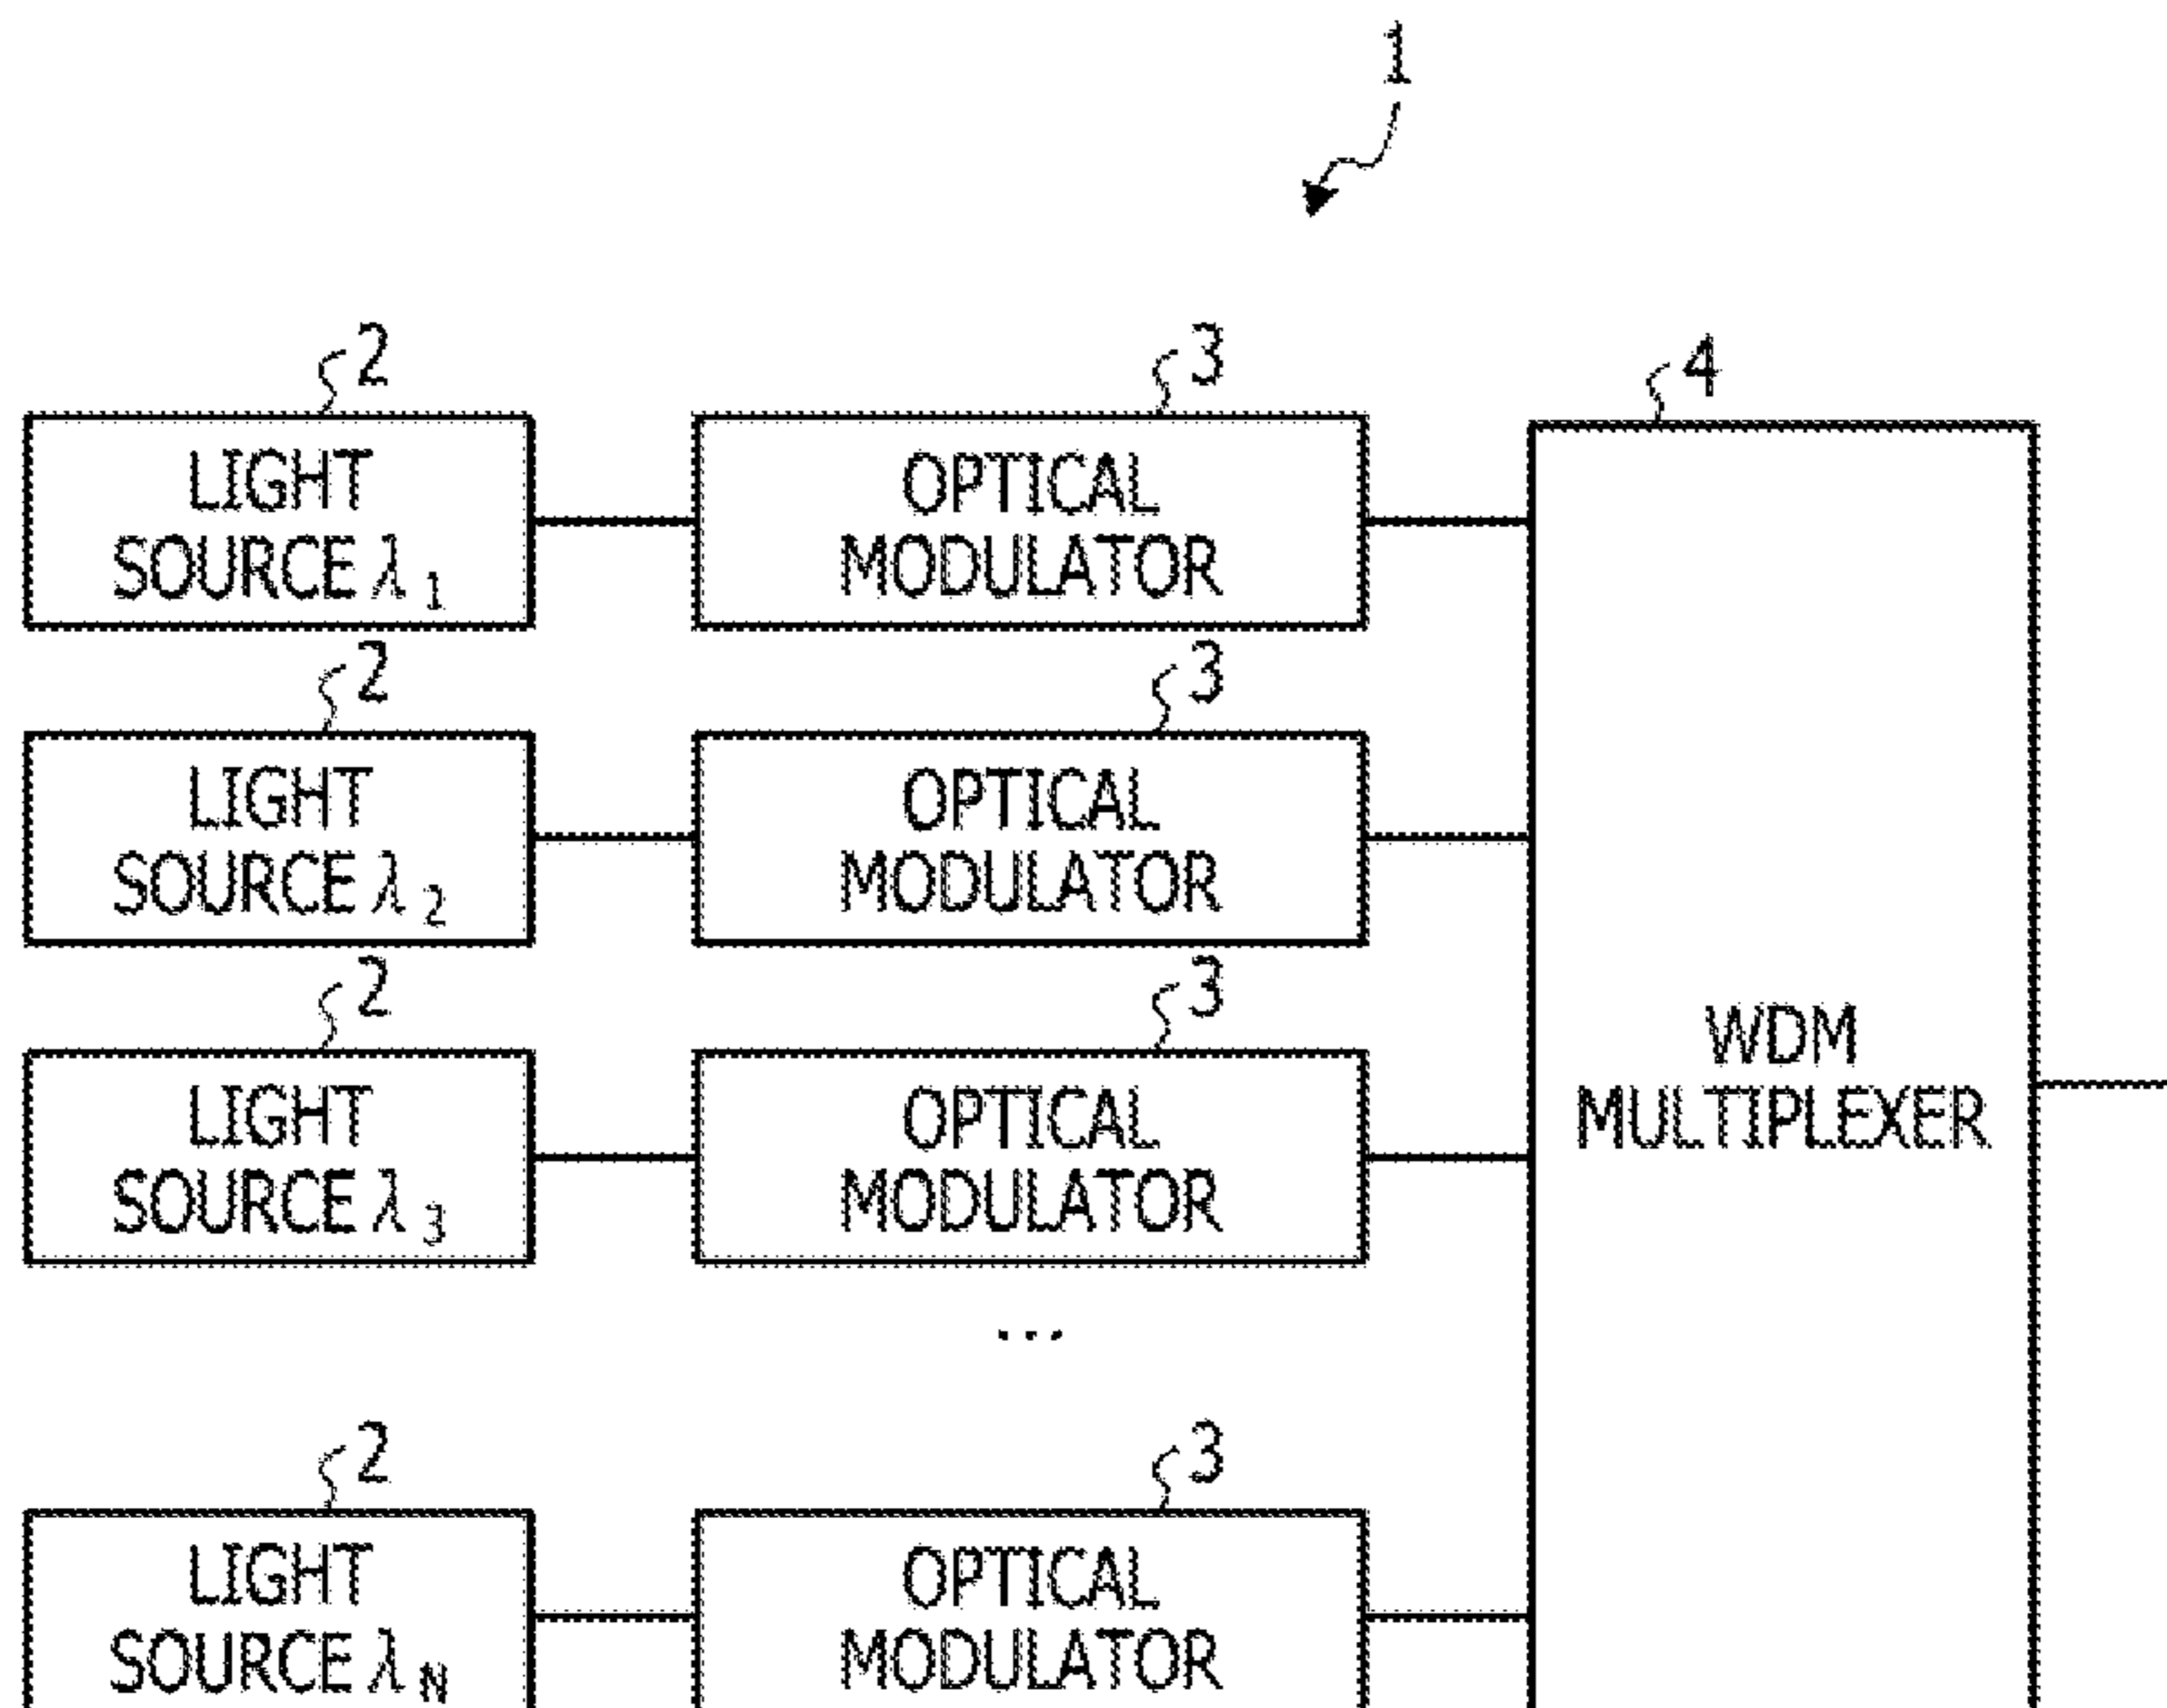 1
2 3 4
LIGHT OPTICAL
SOURCE λ1 MODULATOR
2 3
LIGHT OPTICAL
SOURCE λ2 MODULATOR
2 3
WDM
MULTIPLEXER
LIGHT OPTICAL
SOURCE λ3 MODULATOR
...
2 3
LIGHT OPTICAL
SOURCE λN MODULATOR